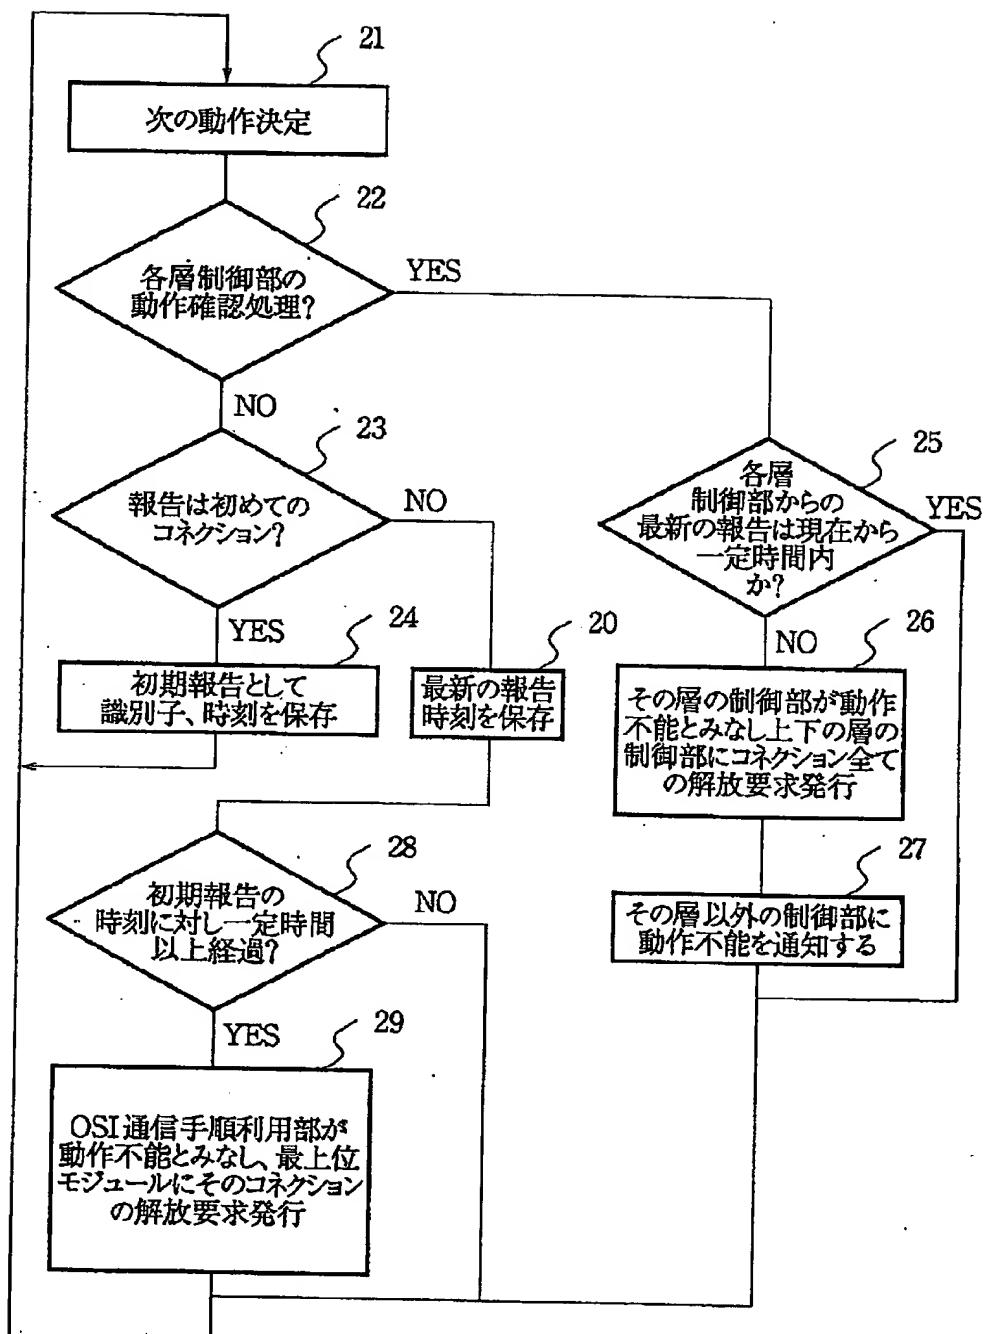 21
次の動作決定
22
各層制御部の
動作確認処理?
YES
NO
23
報告は初めての
コネクション?
NO
YES
24
初期報告として
識別子、時刻を保存
20
最新の報告
時刻を保存
25
各層
制御部からの
最新の報告は現在から
一定時間内
か?
YES
NO
26
その層の制御部が動作
不能とみなし上下の層の
制御部にコネクション全て
の解放要求発行
27
その層以外の制御部に
動作不能を通知する
28
初期報告の
時刻に対し一定時間
以上経過?
NO
YES
29
OSI通信手順利用部が
動作不能とみなし、最上位
モジュールにそのコネクション
の解放要求発行